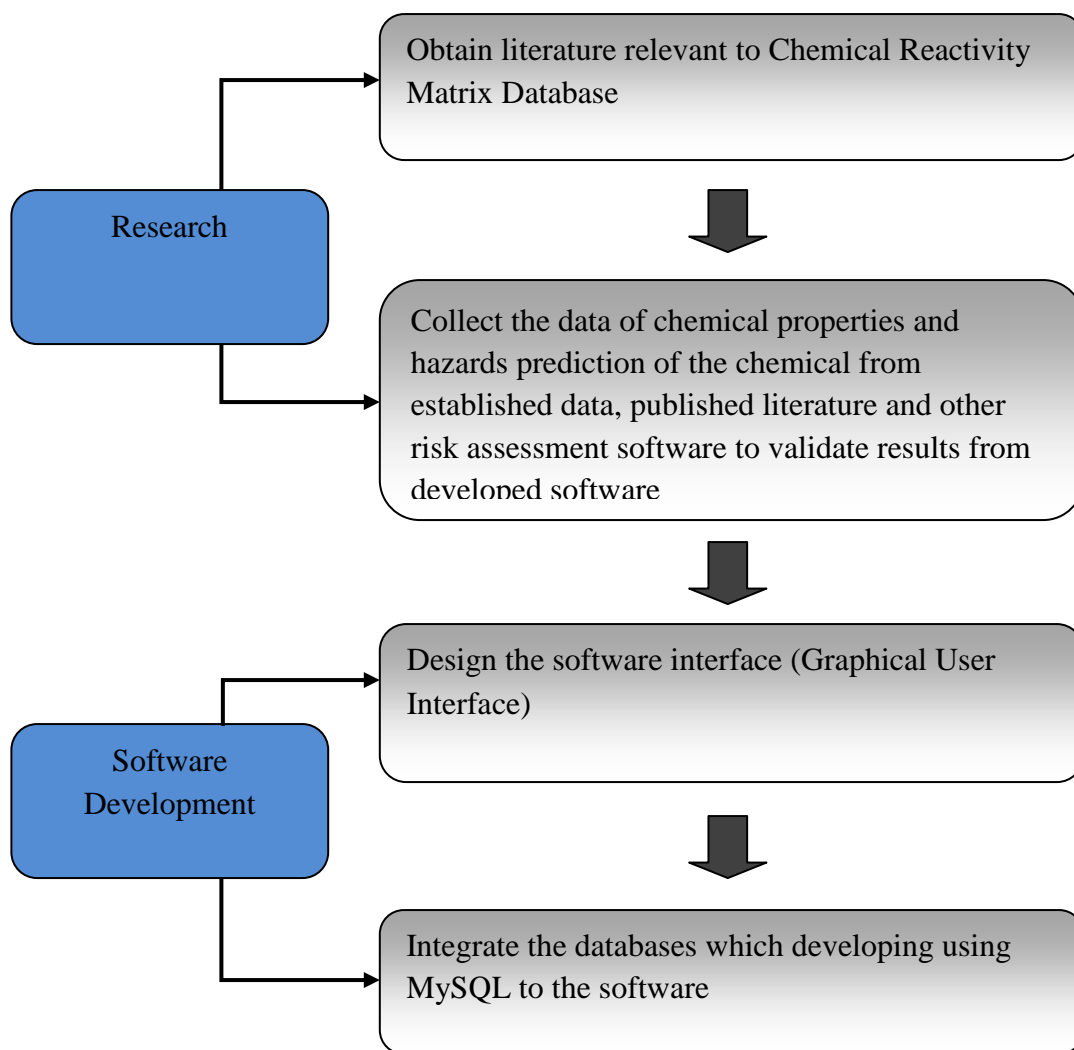 Obtain literature relevant to Chemical Reactivity
Matrix Database
Research
Collect the data of chemical properties and
hazards prediction of the chemical from
established data, published literature and other
risk assessment software to validate results from
developed software
Design the software interface (Graphical User
Interface)
Software
Development
Integrate the databases which developing using
MySQL to the software